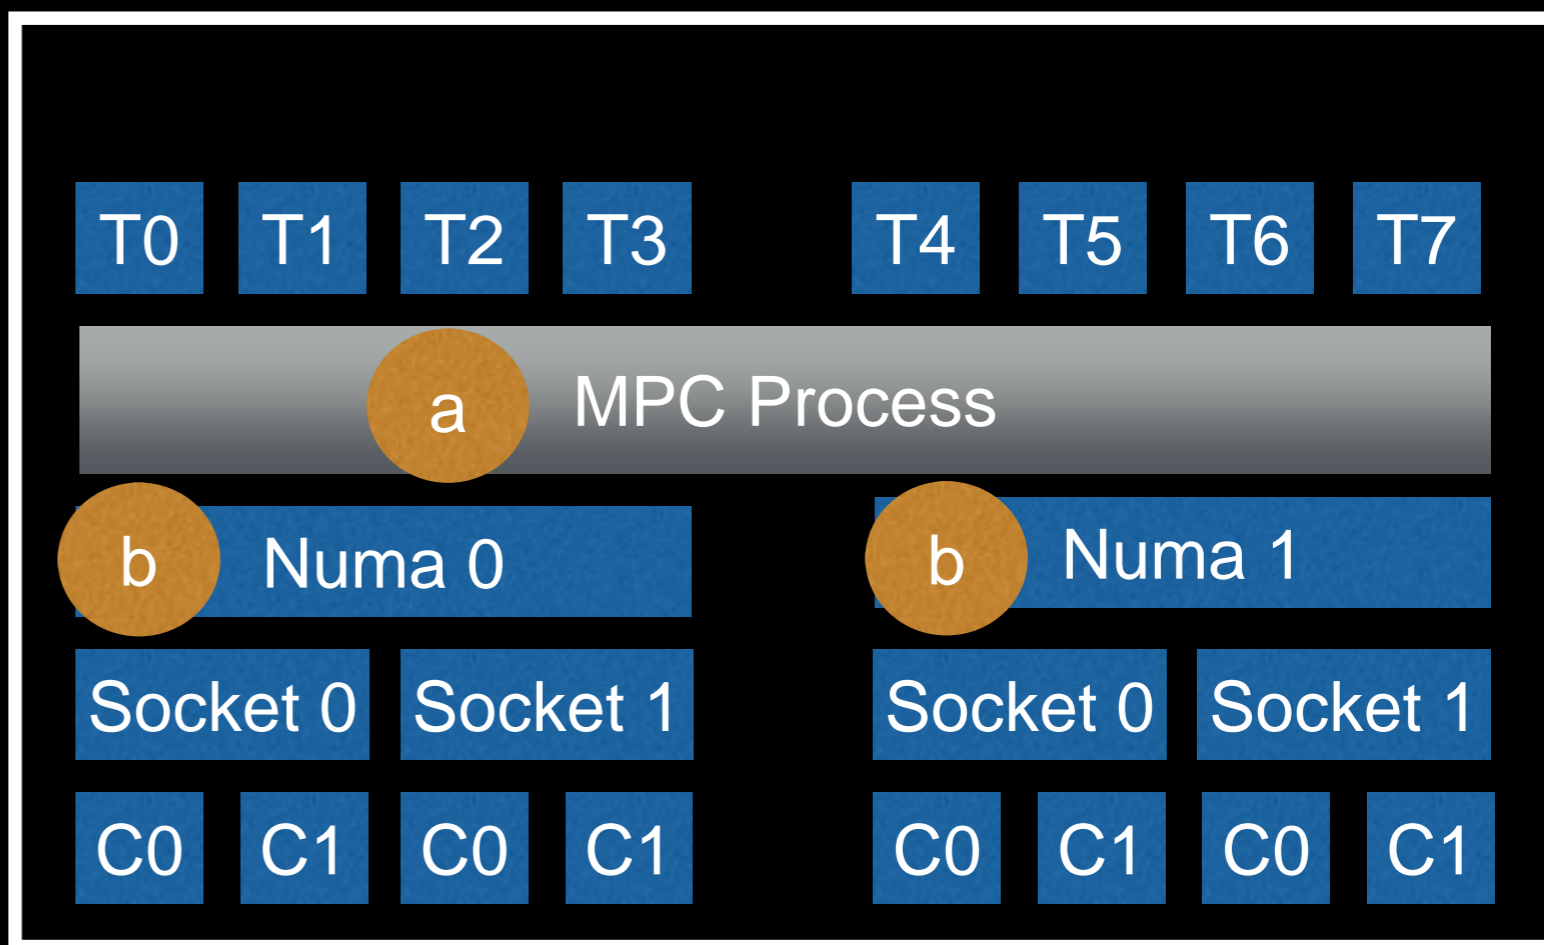 T0 T1 T2 T3 T4 T5 T6 T7
a MPC Process
b Numa 0 b Numa 1
Socket 0 Socket 1 Socket 0 Socket 1
C0 C1 C0 C1 C0 C1 C0 C1